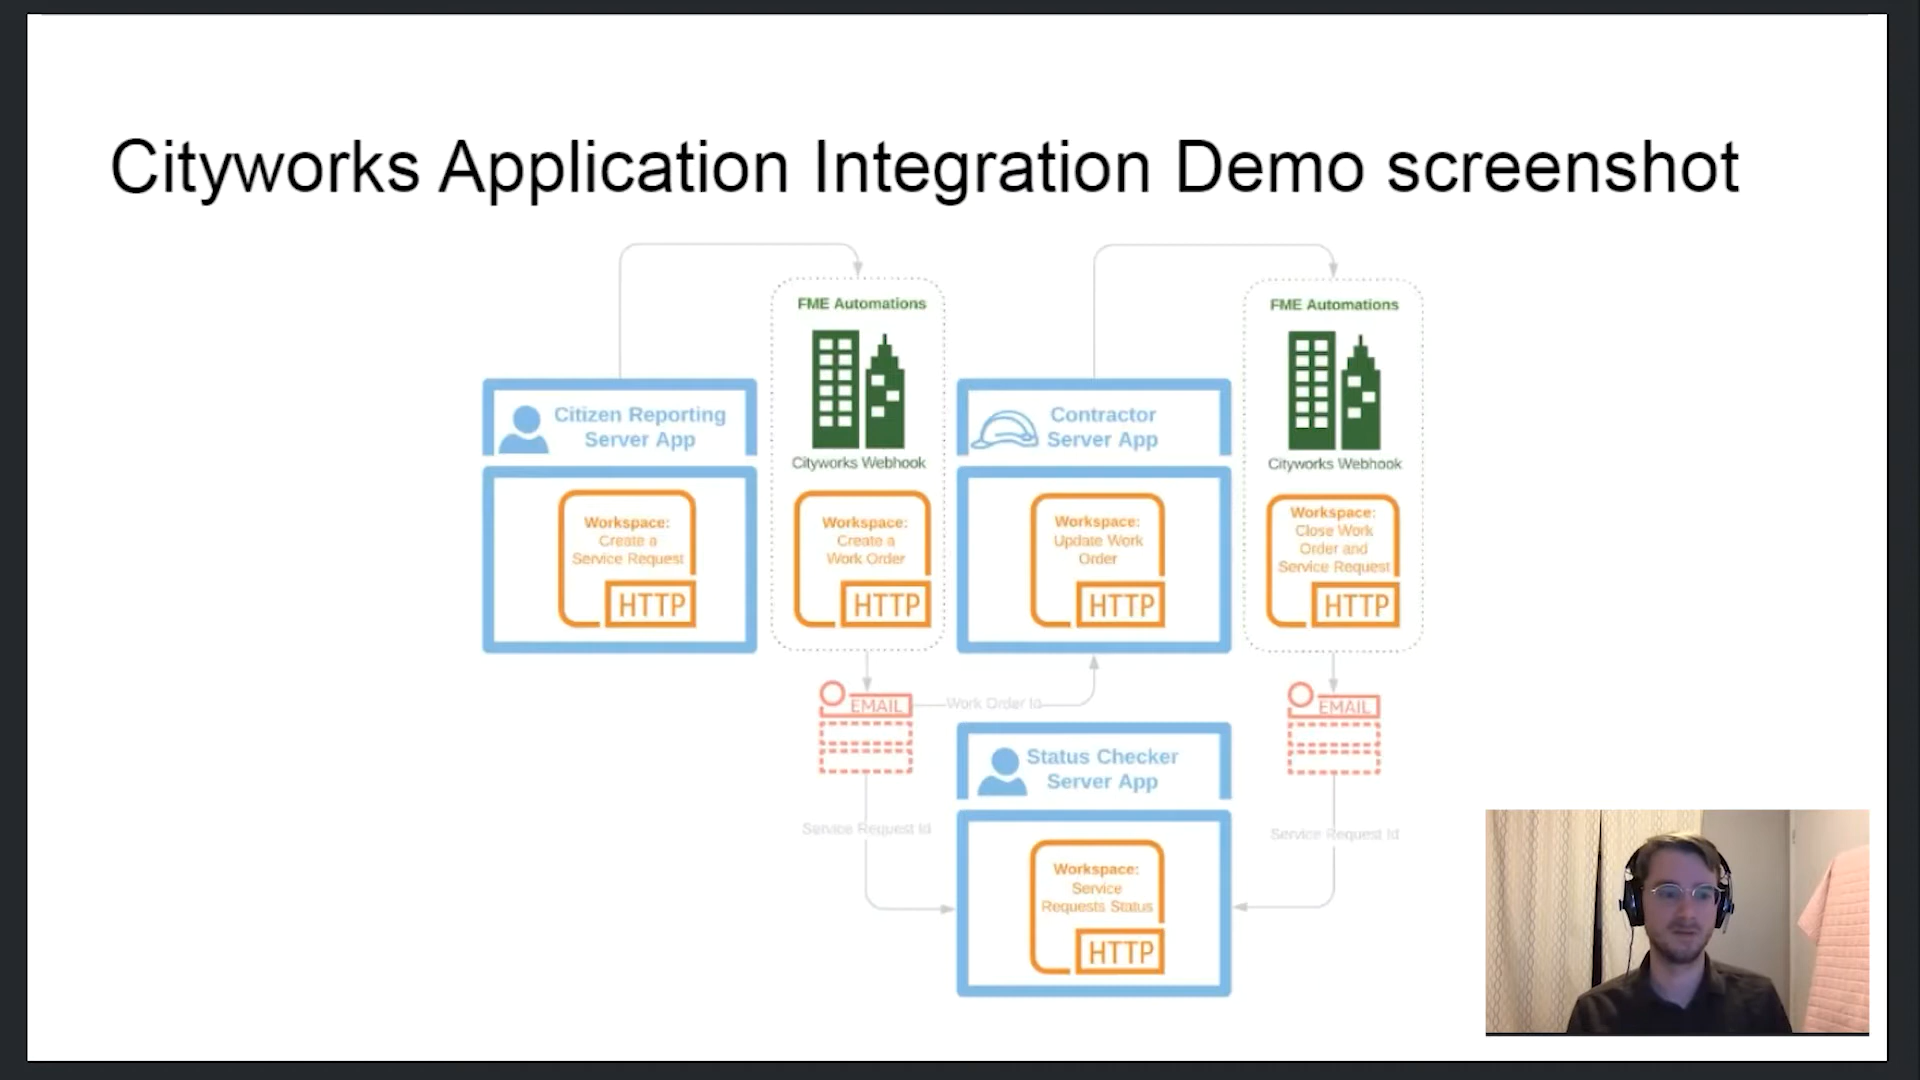 Cityworks Application Integration Demo screenshot
FME Automations
FME Automations
Citizen Reporting
Server App
Contractor
Server App
Cityworks Webhook
Cityworks Webhook
Workspace:
Create a
Service Request
HTTP
Workspace:
Create a
Work Order
HTTP
Workspace:
Update Work
Order
HTTP
Workspace:
Close Work
Order and
Service Request
HTTP
EMAIL
Work Order Id
EMAIL
Status Checker
Server App
Service Request Id
Service Request Id
Workspace:
Service
Requests Status
HTTP